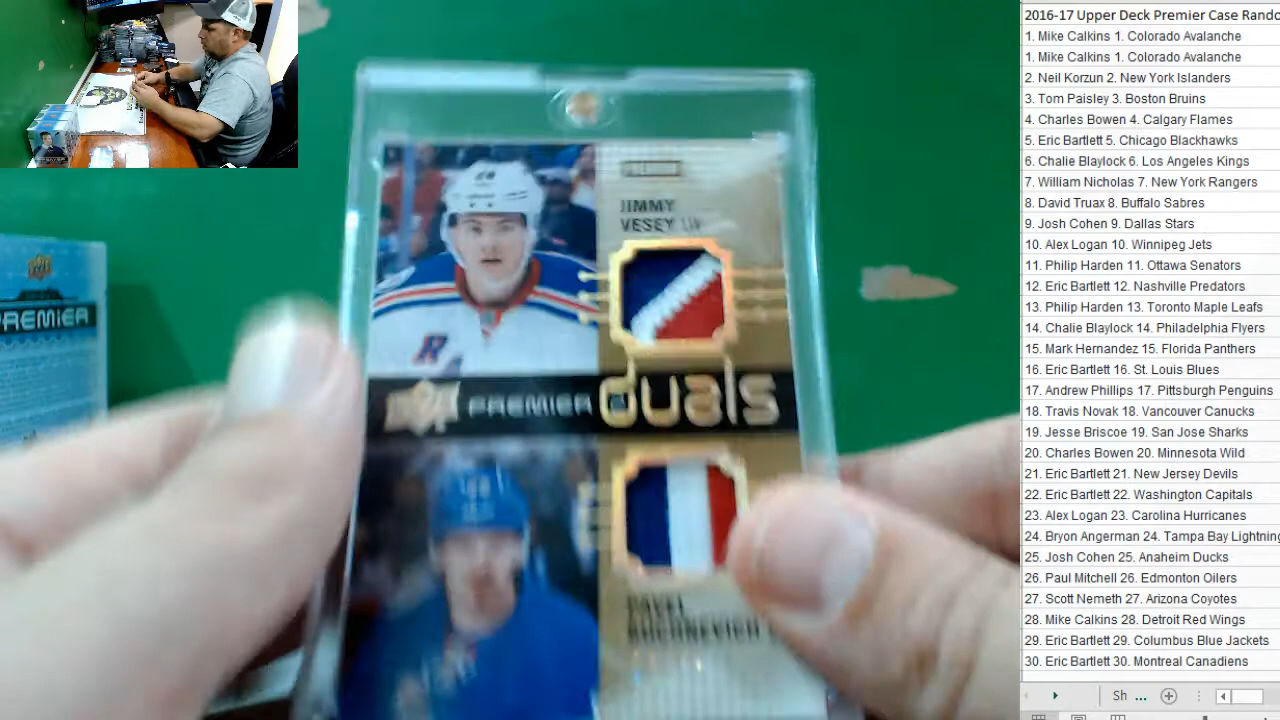 2016-17 Upper Deck Premier Case Rando
1. Mike Calkins 1. Colorado Avalanche
1. Mike Calkins 1. Colorado Avalanche
2. Neil Korzun 2. New York Islanders
3. Tom Paisley 3. Boston Bruins
4. Charles Bowen 4. Calgary Flames
5. Eric Bartlett 5. Chicago Blackhawks
6. Chalie Blaylock 6. Los Angeles Kings
7. William Nicholas 7. New York Rangers
8. David Truax 8. Buffalo Sabres
9. Josh Cohen 9. Dallas Stars
10. Alex Logan 10. Winnipeg Jets
11. Philip Harden 11. Ottawa Senators
12. Eric Bartlett 12. Nashville Predators
13. Philip Harden 13. Toronto Maple Leafs
14. Chalie Blaylock 14. Philadelphia Flyers
15. Mark Hernandez 15. Florida Panthers
16. Eric Bartlett 16. St. Louis Blues
17. Andrew Phillips 17. Pittsburgh Penguins
18. Travis Novak 18. Vancouver Canucks
19. Jesse Briscoe 19. San Jose Sharks
20. Charles Bowen 20. Minnesota Wild
21. Eric Bartlett 21. New Jersey Devils
22. Eric Bartlett 22. Washington Capitals
23. Alex Logan 23. Carolina Hurricanes
24. Bryon Angerman 24. Tampa Bay Lightning
25. Josh Cohen 25. Anaheim Ducks
26. Paul Mitchell 26. Edmonton Oilers
27. Scott Nemeth 27. Arizona Coyotes
28. Mike Calkins 28. Detroit Red Wings
29. Eric Bartlett 29. Columbus Blue Jackets
30. Eric Bartlett 30. Montreal Canadiens
Sh ...
PREMIER
JIMMY
VESEY LW
PREMIER duals
PAVEL
BUCHNEVICH
PREMIER